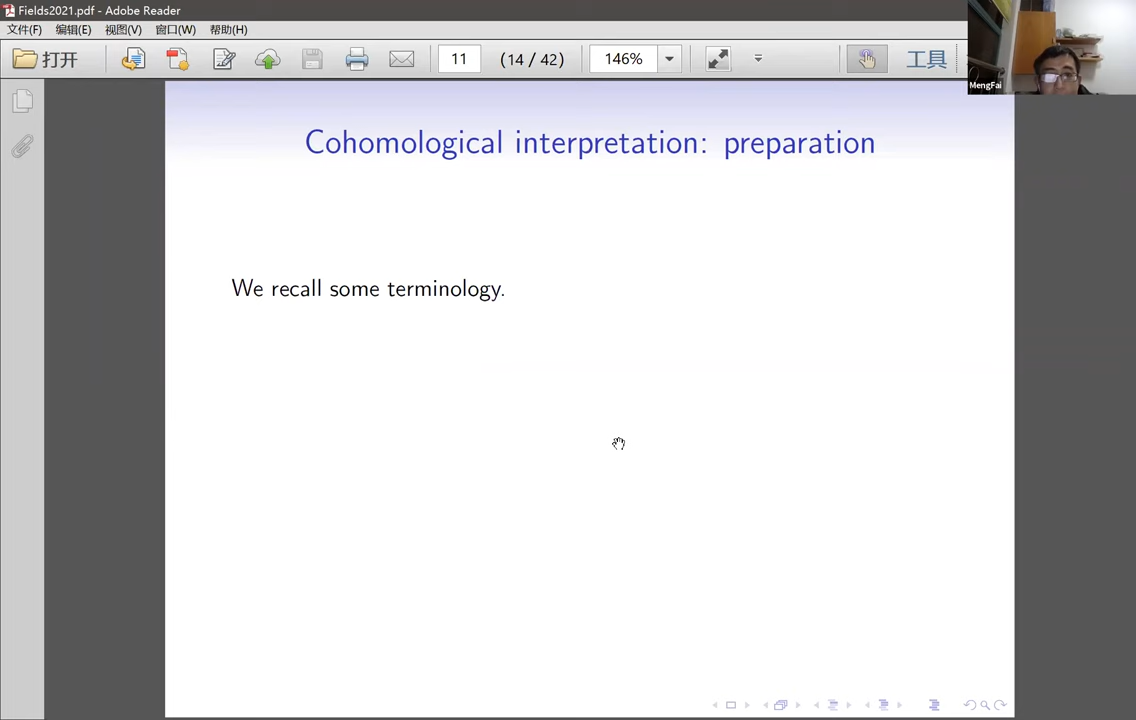 Fields2021.pdf - Adobe Reader
文件(F) 编辑(E) 视图(V) 窗口(W) 帮助(H)
打开 11 (14 / 42) 146% 工具
MengFai
Cohomological interpretation: preparation
We recall some terminology.